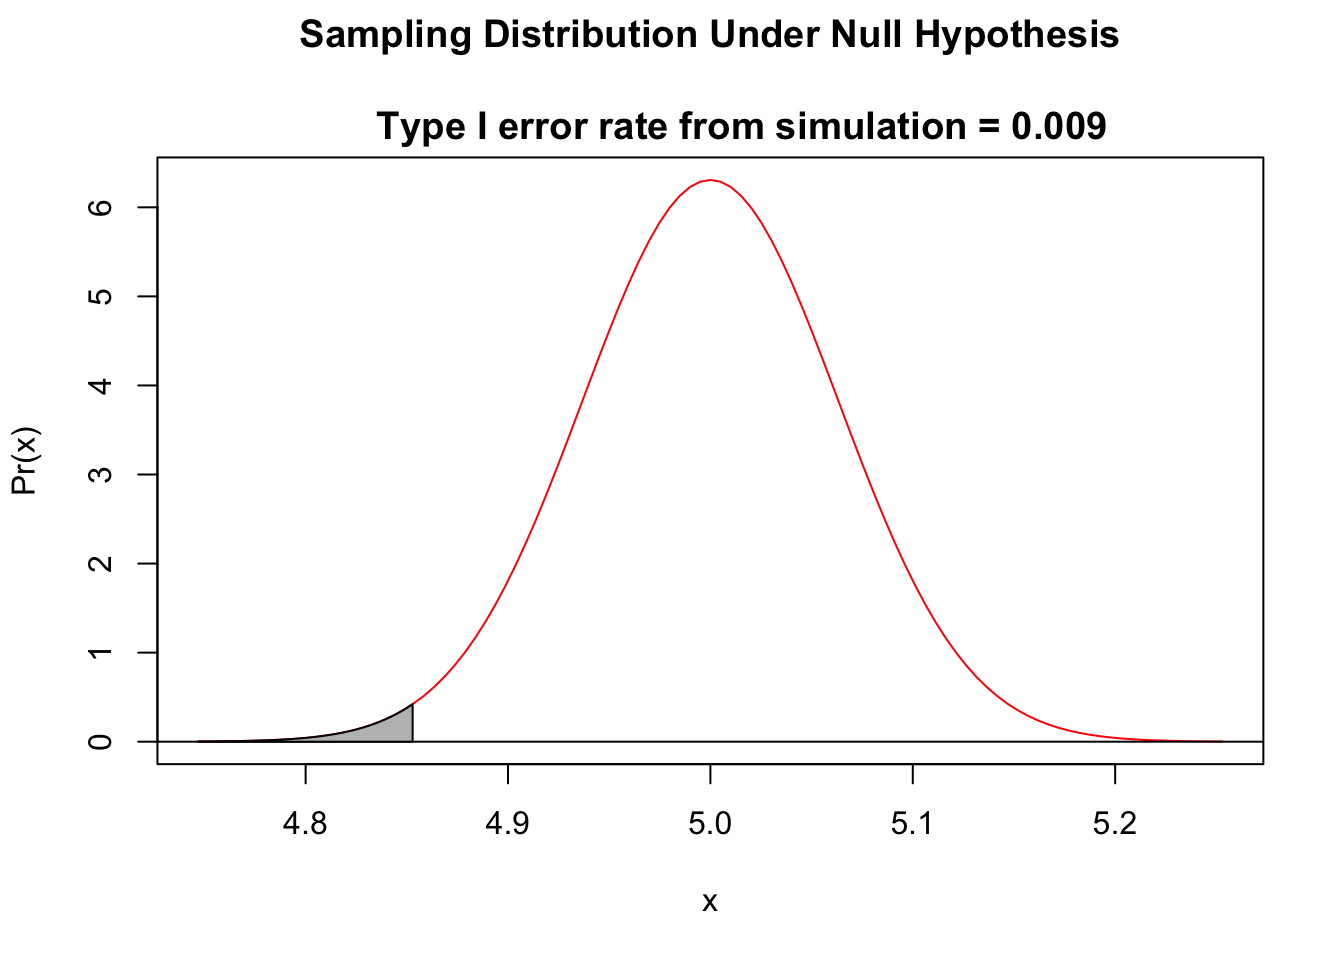 Sampling Distribution Under Null Hypothesis
Type I error rate from simulation = 0.009
Pr(x)
6
5
4
3
2
1
0
4.8 4.9 5.0 5.1 5.2
x